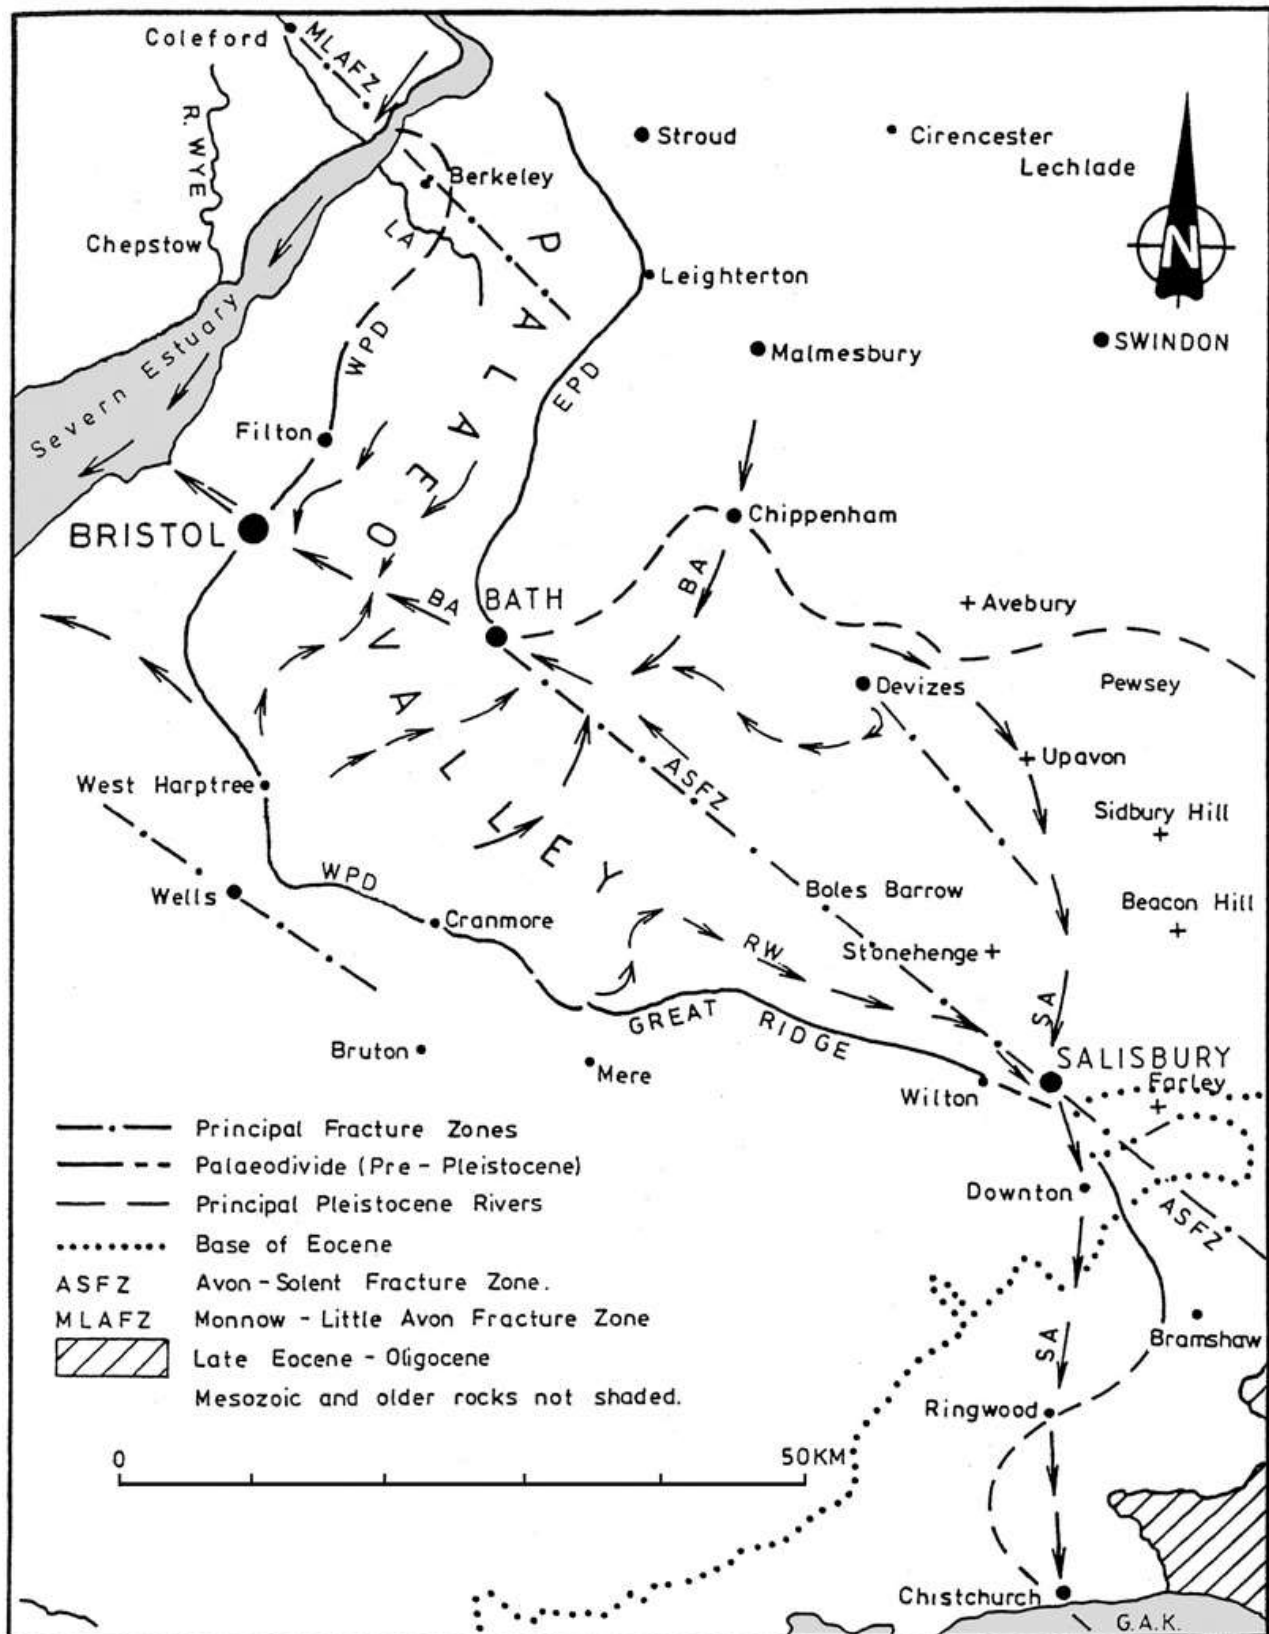 Coleford
MLAFZ
R. WYE
Stroud
Cirencester
Lechlade
Berkeley
LA
Chepstow
N
Leighterton
Severn Estuary
WPD
EPD
Malmesbury
SWINDON
PALAEO VALLEY
Filton
BRISTOL
Chippenham
BA
BA
BATH
Avebury
Devizes
Pewsey
Upavon
ASFZ
West Harptree
Sidbury Hill
WPD
Wells
Boles Barrow
Beacon Hill
Cranmore
RW.
Stonehenge
SA
GREAT RIDGE
Bruton
Mere
SALISBURY
Farley
Wilton
Downton
ASFZ
Bramshaw
SA
Ringwood
Chistchurch
G.A.K.
Principal Fracture Zones
Palaeodivide (Pre - Pleistocene)
Principal Pleistocene Rivers
Base of Eocene
ASFZ Avon - Solent Fracture Zone.
MLAFZ Monnow - Little Avon Fracture Zone
Late Eocene - Oligocene
Mesozoic and older rocks not shaded.
0 50 KM